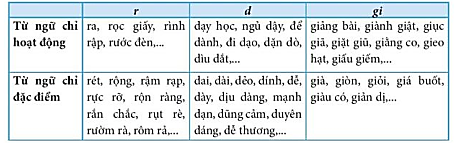 r d gi
Từ ngữ chỉ hoạt động
ra, rọc giấy, rình rập, rước đèn,...
dạy học, ngủ dậy, để dành, đi dạo, dặn dò, dìu dắt,...
giảng bài, giành giật, giục giã, giặt giũ, giằng co, gieo hạt, giấu giếm,...
Từ ngữ chỉ đặc điểm
rét, rộng, rậm rạp, rực rỡ, rộn ràng, rắn chắc, rụt rè, rườm rà, rôm rả,...
dai, dài, dẻo, dính, dễ, dày, dịu dàng, mạnh dạn, dũng cảm, duyên dáng, dễ thương,...
già, giòn, giỏi, giá buốt, giàu có, giản dị,...